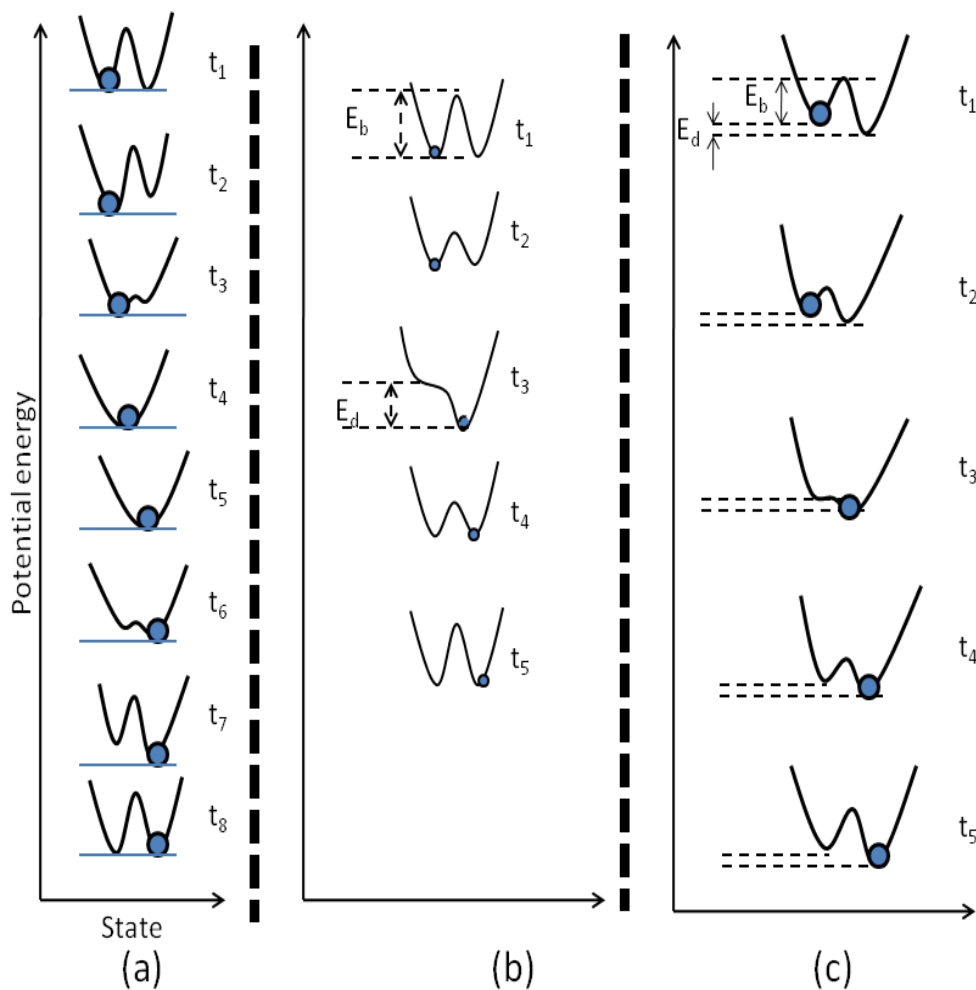 Potential energy
State
t1
t2
t3
t4
t5
t6
t7
t8
(a)
Eb
t1
t2
t3
Ed
t4
t5
(b)
Eb
Ed
t1
t2
t3
t4
t5
(c)